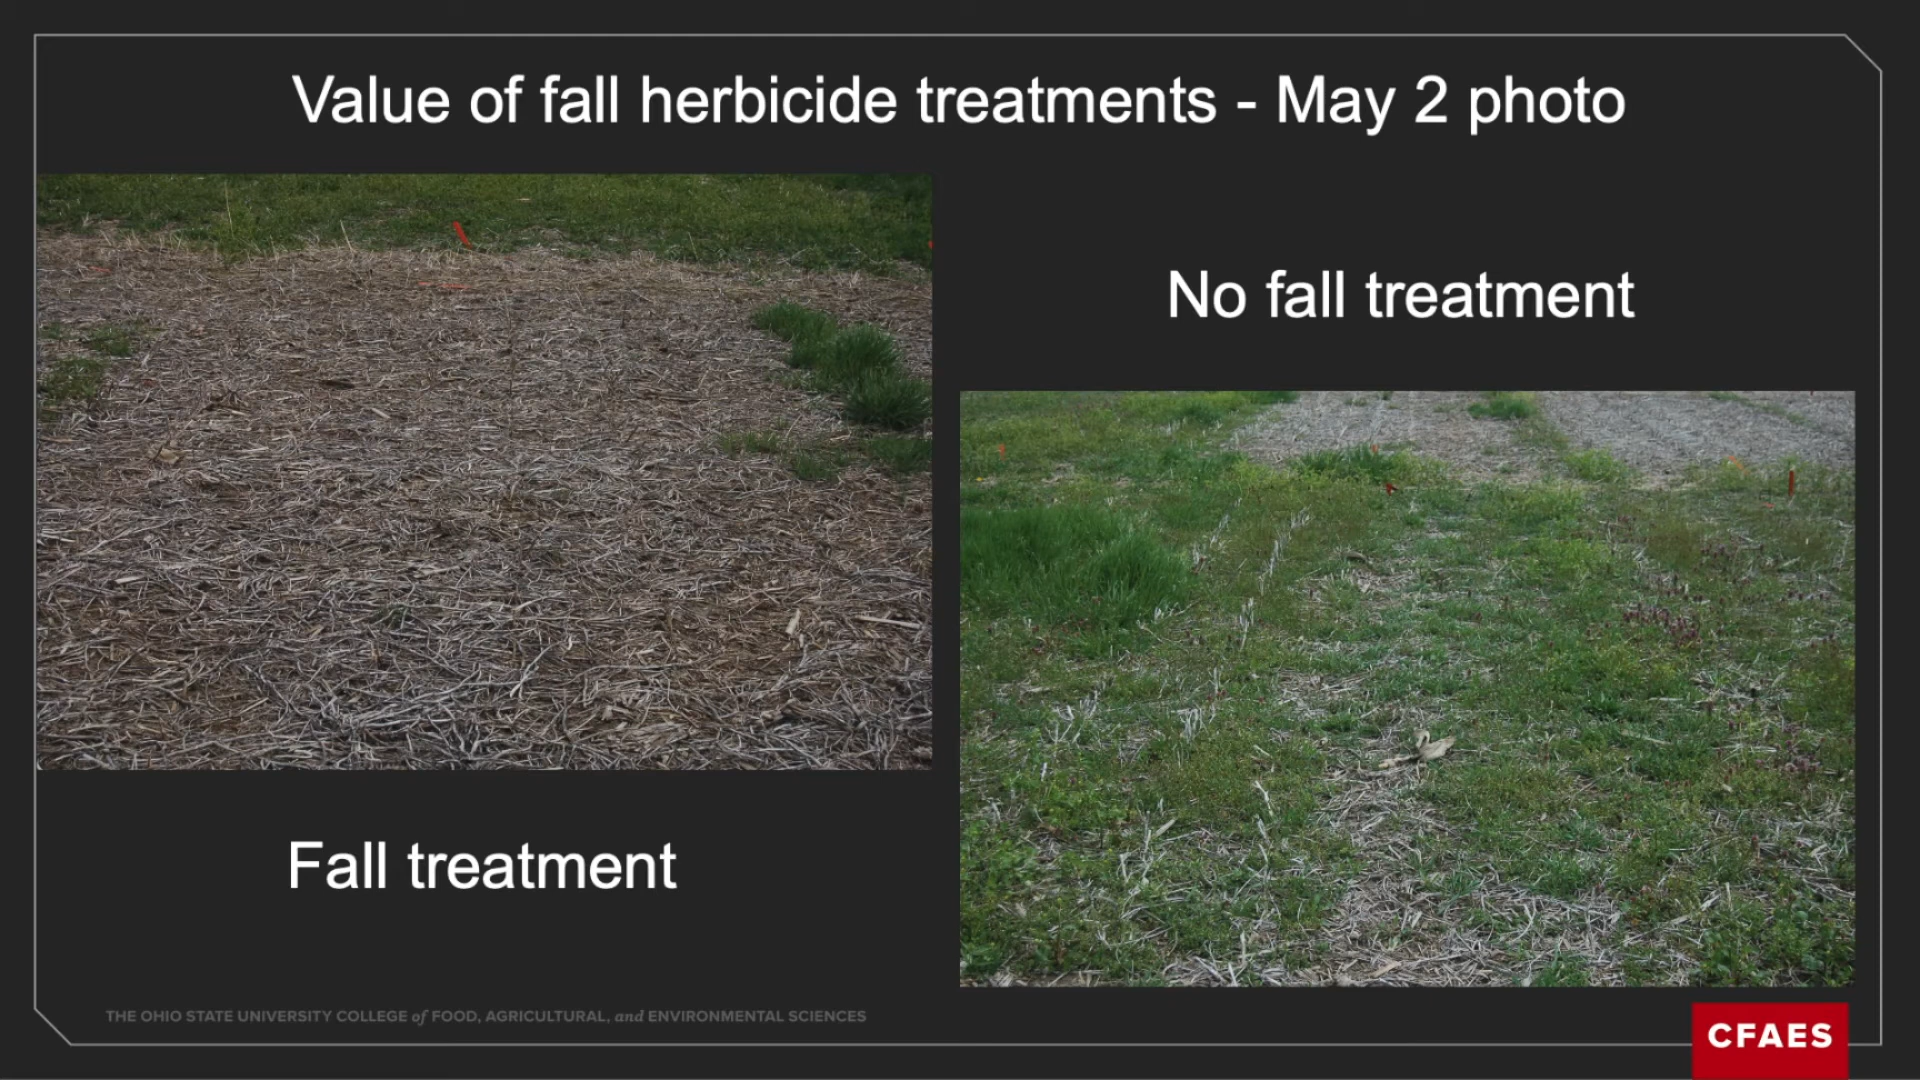 Value of fall herbicide treatments - May 2 photo
No fall treatment
Fall treatment
THE OHIO STATE UNIVERSITY COLLEGE of FOOD, AGRICULTURAL, and ENVIRONMENTAL SCIENCES
CFAES